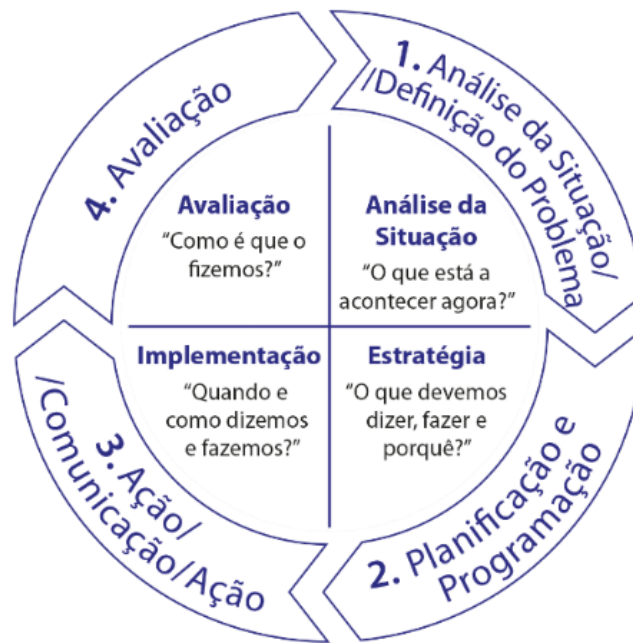 1. Análise da Situação/
/Definição do Problema
2. Planificação e
Programação
3. Ação/
/Comunicação/Ação
4. Avaliação
Análise da
Situação
“O que está a
acontecer agora?”
Estratégia
“O que devemos
dizer, fazer e
porquê?”
Implementação
“Quando e
como dizemos
e fazemos?”
Avaliação
“Como é que o
fizemos?”